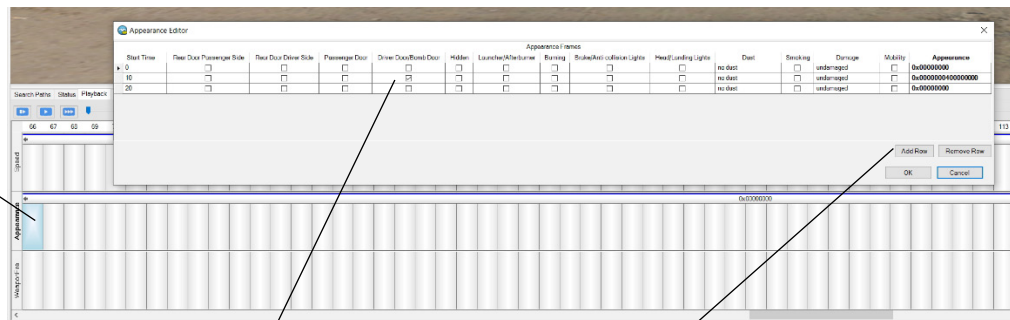 Appearance Editor
Appearance Frames
Start Time Rear Door Passenger Side Rear Door Driver Side Passenger Door Driver Door/Bomb Door Hidden Launcher/Afterburner Burning Brake/Anti-collision Lights Head/Landing Lights Dust Smoking Damage Mobility Appearance
0 no dust undamaged 0x00000000
10 no dust undamaged 0x0000000400000000
20 no dust undamaged 0x00000000
Search Paths Status Playback
66 67 68 69 113
Add Row Remove Row
Speed
OK Cancel
0x00000000
Appearance
Weapon Fire